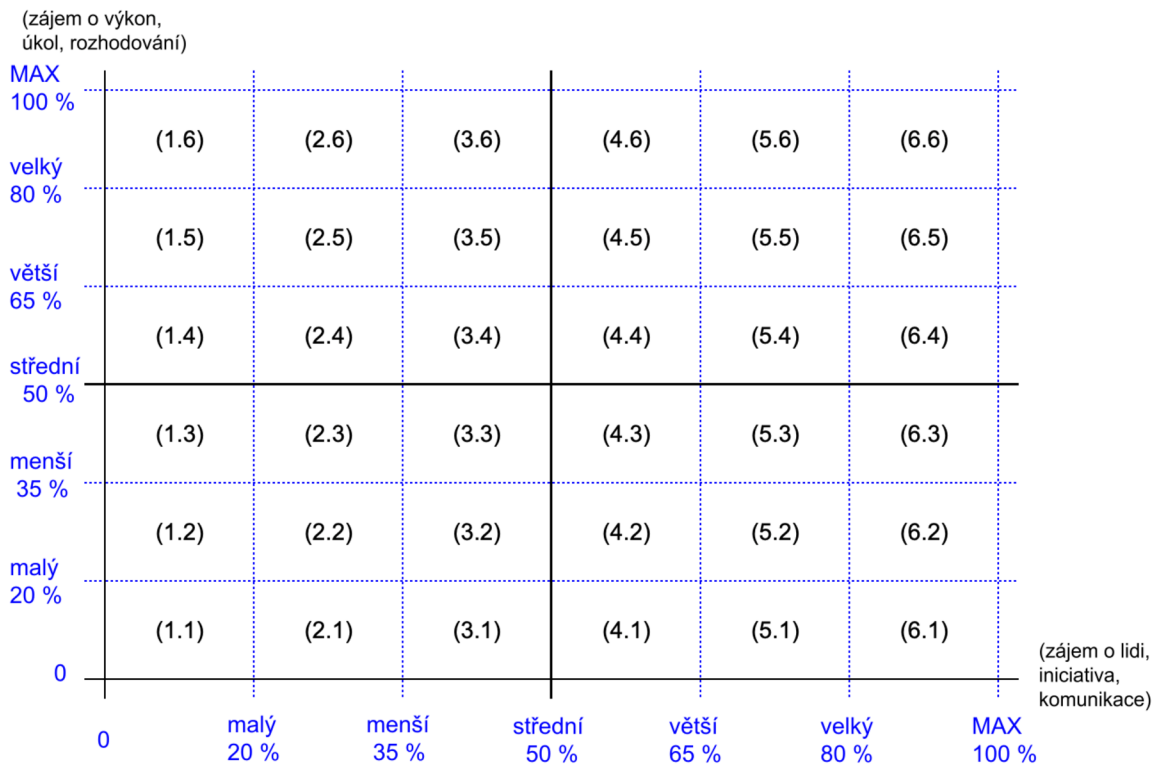 (zájem o výkon,
úkol, rozhodování)
MAX
100 %
(1.6) (2.6) (3.6) (4.6) (5.6) (6.6)
velký
80 %
(1.5) (2.5) (3.5) (4.5) (5.5) (6.5)
větší
65 %
(1.4) (2.4) (3.4) (4.4) (5.4) (6.4)
střední
50 %
(1.3) (2.3) (3.3) (4.3) (5.3) (6.3)
menší
35 %
(1.2) (2.2) (3.2) (4.2) (5.2) (6.2)
malý
20 %
(1.1) (2.1) (3.1) (4.1) (5.1) (6.1)
0
(zájem o lidi,
iniciativa,
komunikace)
0
malý
20 %
menší
35 %
střední
50 %
větší
65 %
velký
80 %
MAX
100 %